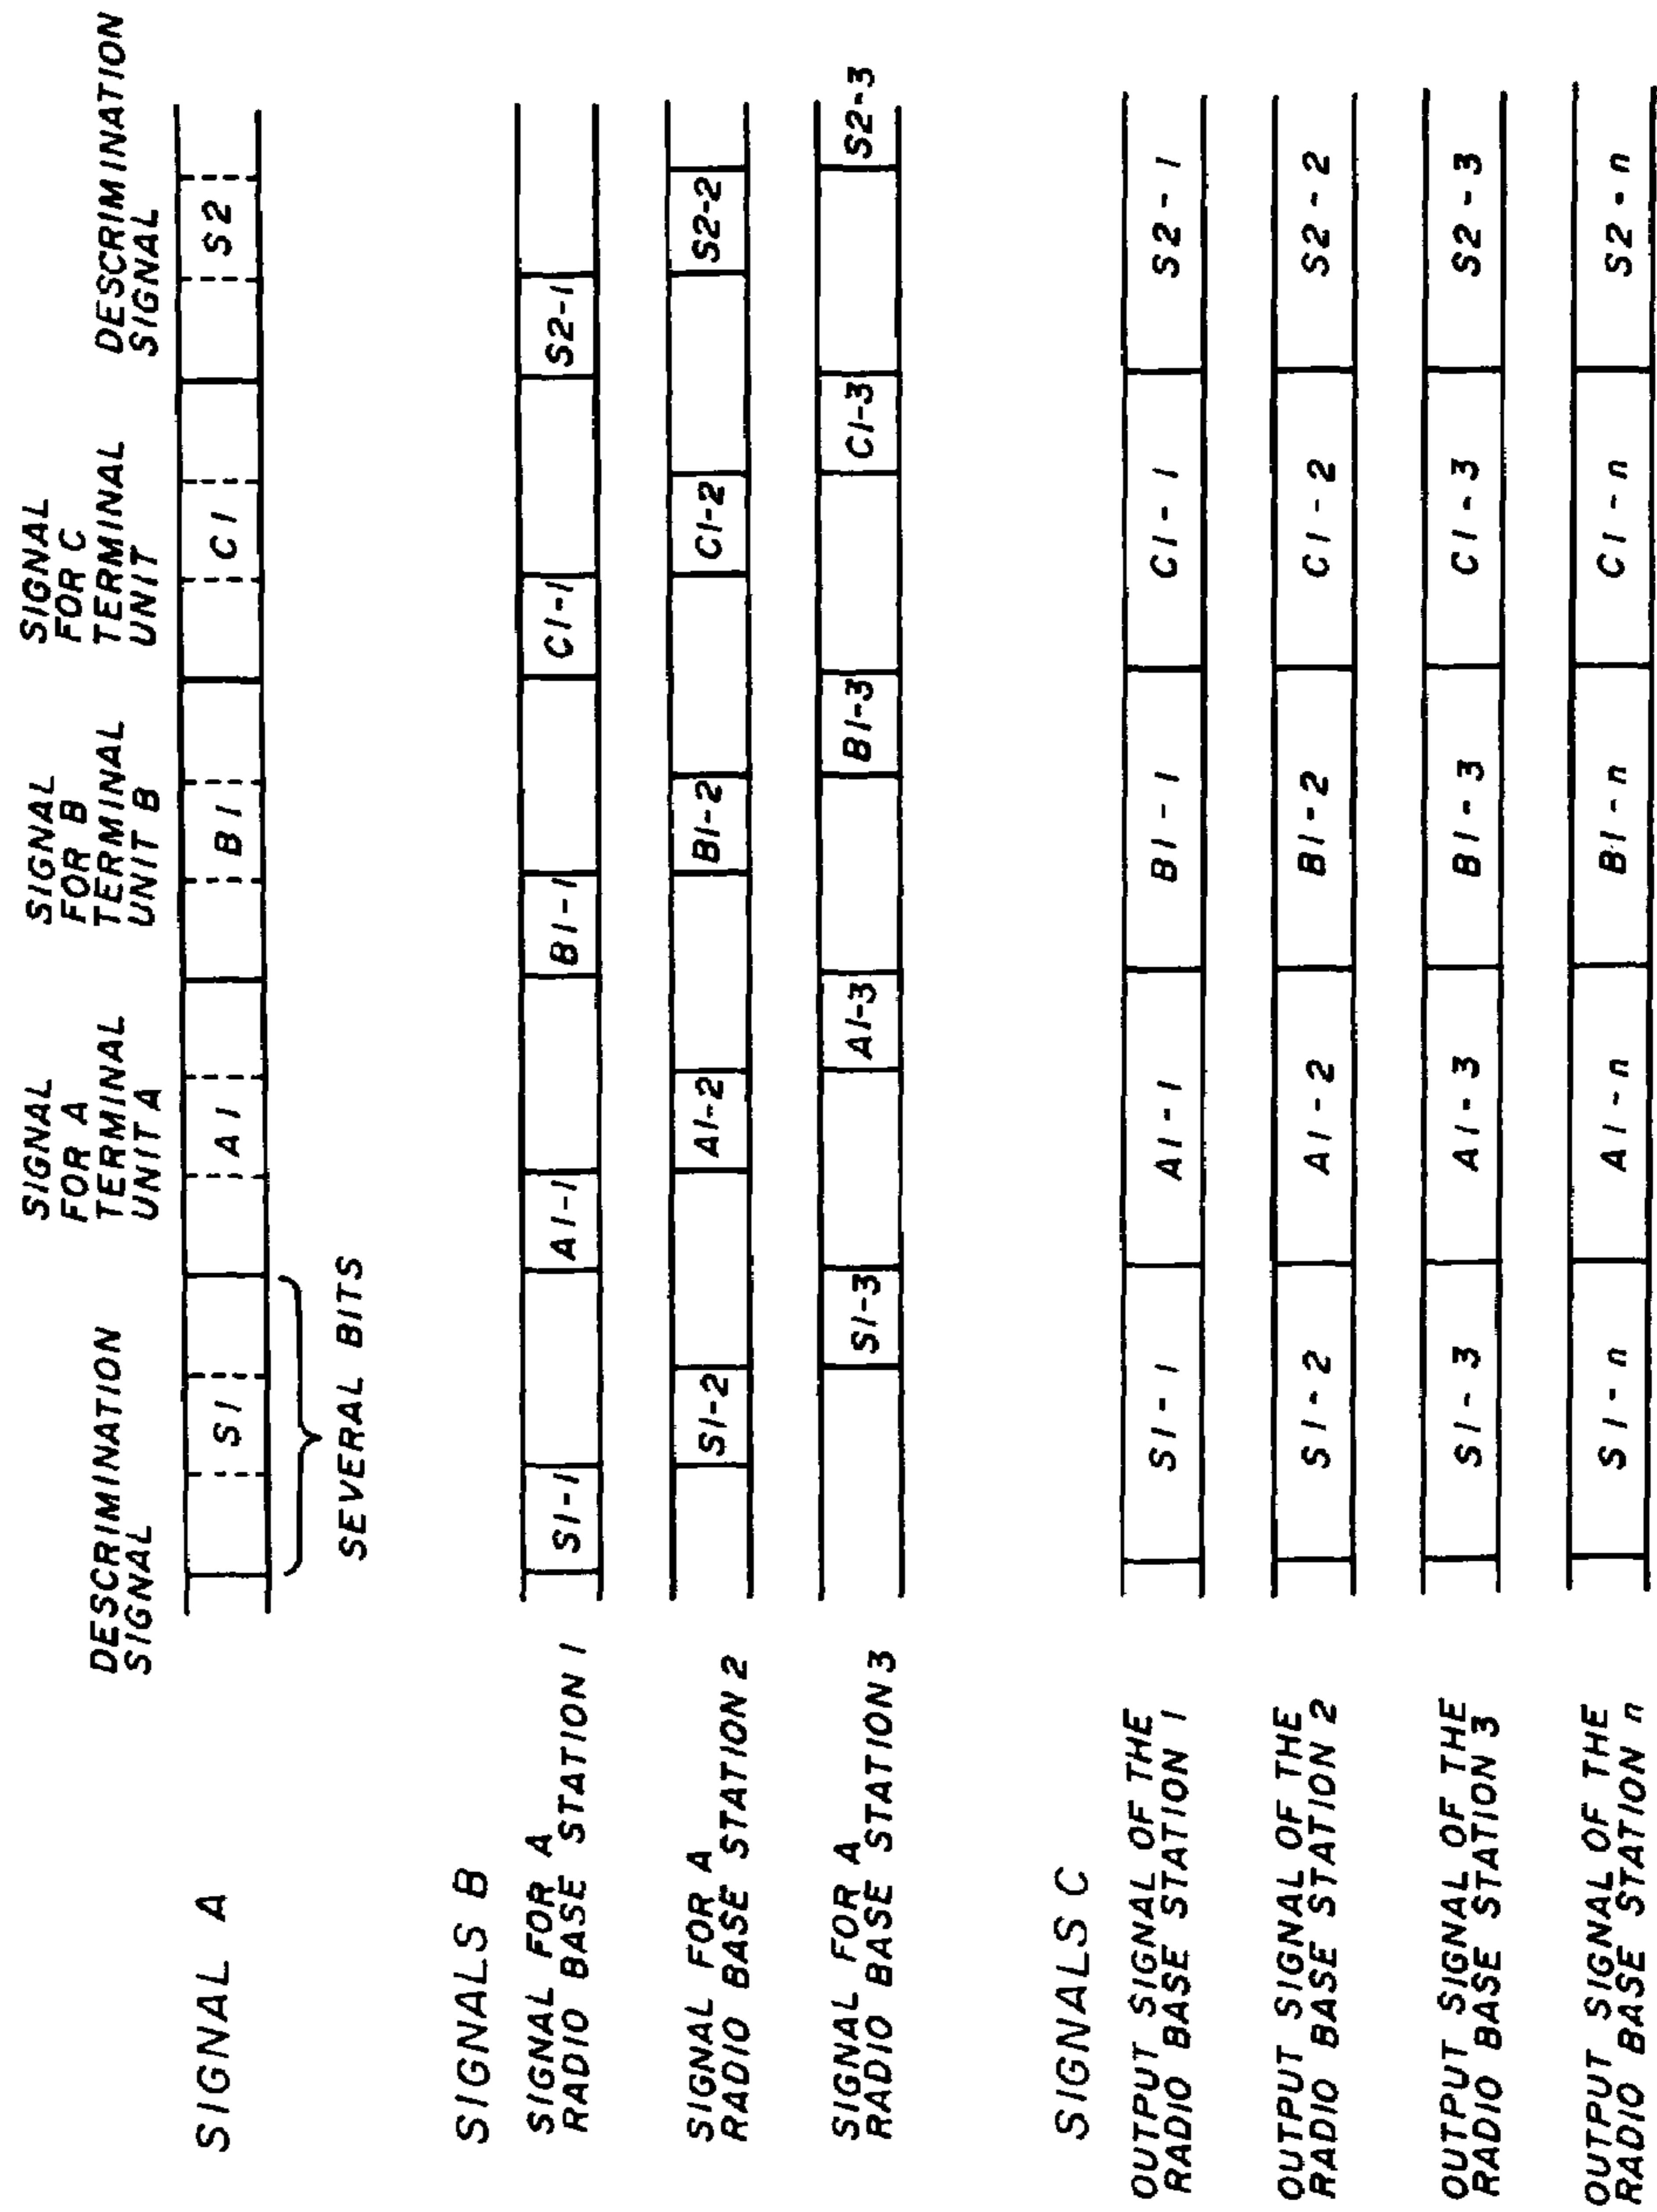 DESCRIMINATION
SIGNAL
SIGNAL
FOR A
TERMINAL
UNIT A
SIGNAL
FOR B
TERMINAL
UNIT B
SIGNAL
FOR C
TERMINAL
UNIT
DESCRIMINATION
SIGNAL
SIGNAL A
S1 A1 B1 C1 S2
SEVERAL BITS
SIGNALS B
SIGNAL FOR A
RADIO BASE STATION 1
S1-1 A1-1 B1-1 C1-1 S2-1
SIGNAL FOR A
RADIO BASE STATION 2
S1-2 A1-2 B1-2 C1-2 S2-2
SIGNAL FOR A
RADIO BASE STATION 3
S1-3 A1-3 B1-3 C1-3 S2-3
SIGNALS C
OUTPUT SIGNAL OF THE
RADIO BASE STATION 1
S1-1 A1-1 B1-1 C1-1 S2-1
OUTPUT SIGNAL OF THE
RADIO BASE STATION 2
S1-2 A1-2 B1-2 C1-2 S2-2
OUTPUT SIGNAL OF THE
RADIO BASE STATION 3
S1-3 A1-3 B1-3 C1-3 S2-3
OUTPUT SIGNAL OF THE
RADIO BASE STATION n
S1-n A1-n B1-n C1-n S2-n